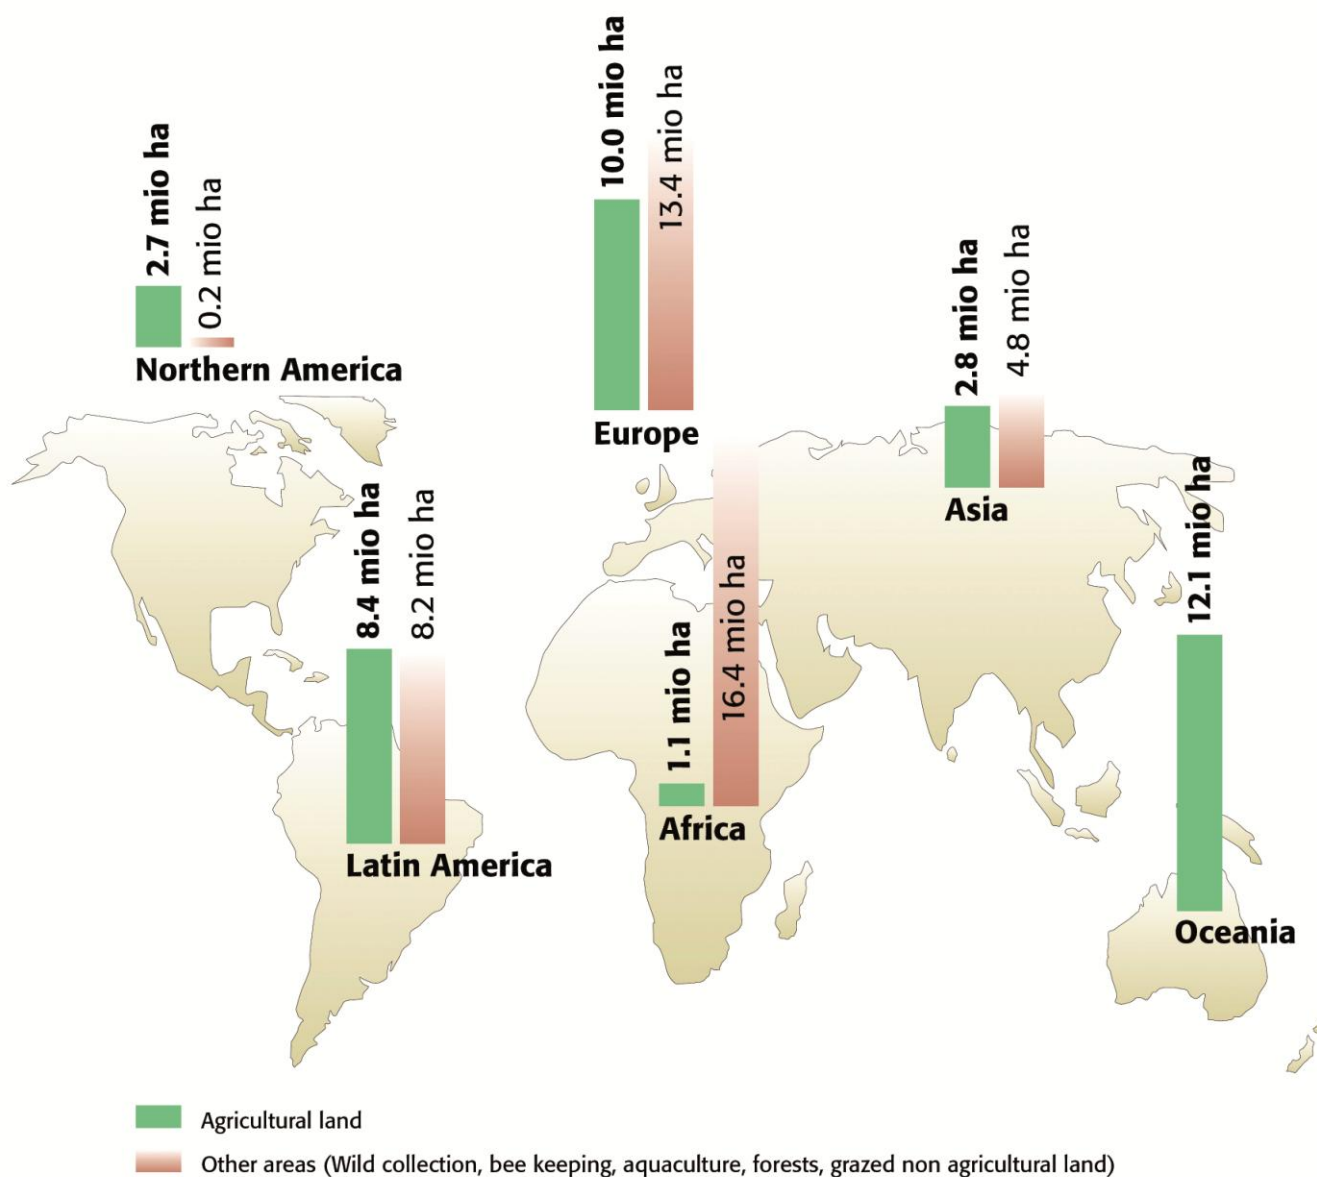 2.7 mio ha
0.2 mio ha
Northern America
10.0 mio ha
13.4 mio ha
Europe
2.8 mio ha
4.8 mio ha
Asia
8.4 mio ha
8.2 mio ha
Latin America
1.1 mio ha
16.4 mio ha
Africa
12.1 mio ha
Oceania
Agricultural land
Other areas (Wild collection, bee keeping, aquaculture, forests, grazed non agricultural land)